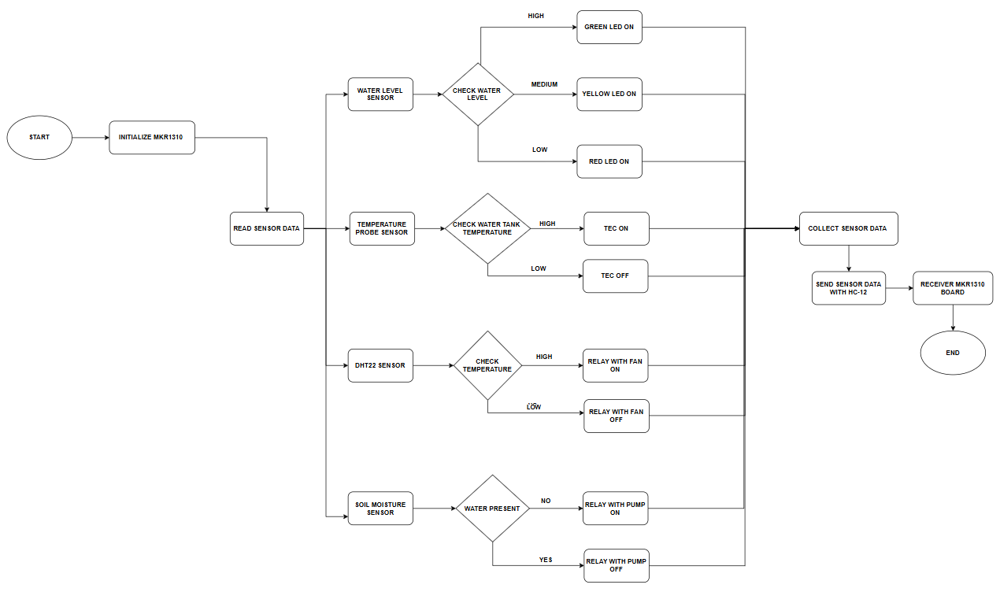 HIGH
GREEN LED ON
WATER LEVEL
SENSOR
CHECK WATER
LEVEL
MEDIUM
YELLOW LED ON
START
INITIALIZE MKR1310
LOW
RED LED ON
READ SENSOR DATA
TEMPERATURE
PROBE SENSOR
CHECK WATER TANK
TEMPERATURE
HIGH
TEC ON
COLLECT SENSOR DATA
LOW
TEC OFF
SEND SENSOR DATA
WITH HC-12
RECEIVER MKR1310
BOARD
END
DHT22 SENSOR
CHECK
TEMPERATURE
HIGH
RELAY WITH FAN
ON
LOW
RELAY WITH FAN
OFF
SOIL MOISTURE
SENSOR
WATER PRESENT
NO
RELAY WITH PUMP
ON
YES
RELAY WITH PUMP
OFF